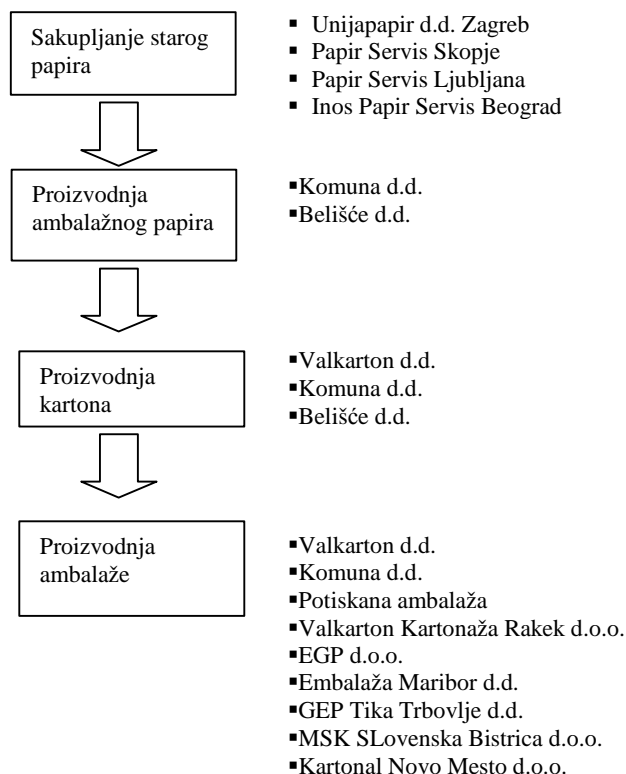 Sakupljanje starog
papira
▪ Unijapapir d.d. Zagreb
▪ Papir Servis Skopje
▪ Papir Servis Ljubljana
▪ Inos Papir Servis Beograd
Proizvodnja
ambalažnog papira
▪Komuna d.d.
▪Belišće d.d.
Proizvodnja
kartona
▪Valkarton d.d.
▪Komuna d.d.
▪Belišće d.d.
Proizvodnja
ambalaže
▪Valkarton d.d.
▪Komuna d.d.
▪Potiskana ambalaža
▪Valkarton Kartonaža Rakek d.o.o.
▪EGP d.o.o.
▪Embalaža Maribor d.d.
▪GEP Tika Trbovlje d.d.
▪MSK SLovenska Bistrica d.o.o.
▪Kartonal Novo Mesto d.o.o.